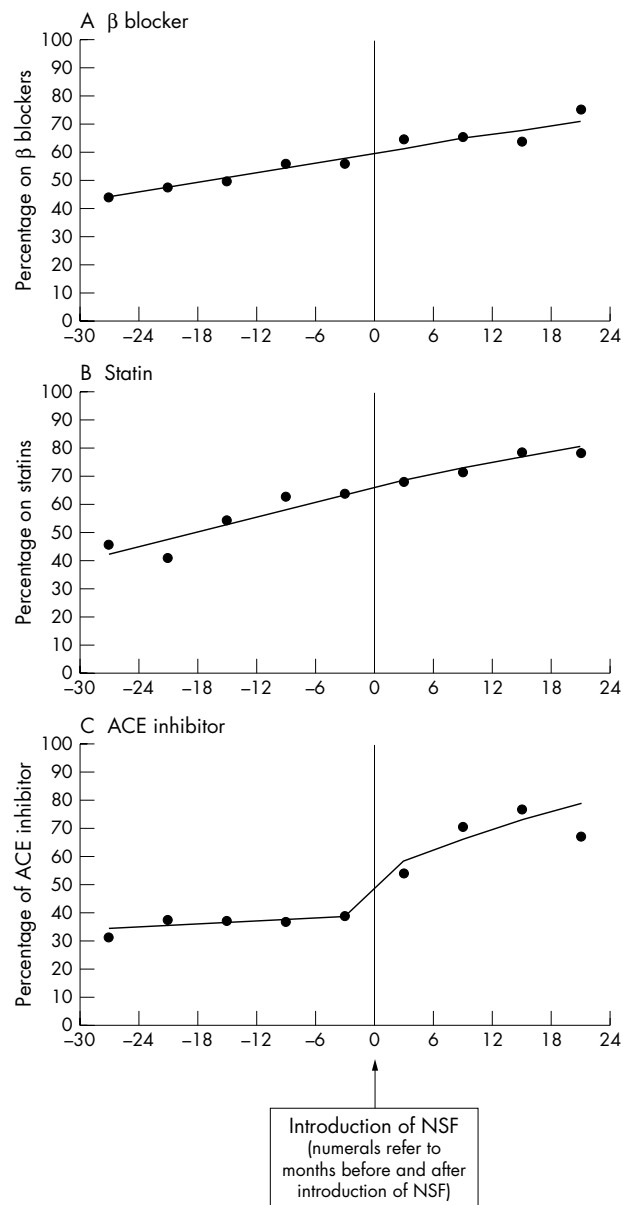 A β blocker
Percentage on β blockers
100
90
80
70
60
50
40
30
20
10
0
–30 –24 –18 –12 –6 0 6 12 18 24
B Statin
Percentage on statins
100
90
80
70
60
50
40
30
20
10
0
–30 –24 –18 –12 –6 0 6 12 18 24
C ACE inhibitor
Percentage of ACE inhibitor
100
90
80
70
60
50
40
30
20
10
0
–30 –24 –18 –12 –6 0 6 12 18 24
Introduction of NSF
(numerals refer to
months before and after
introduction of NSF)